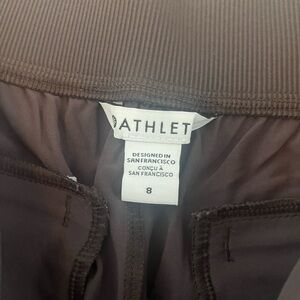 ATHLET
DESIGNED IN
SAN FRANCISCO
CONÇU À
SAN FRANCISCO
8